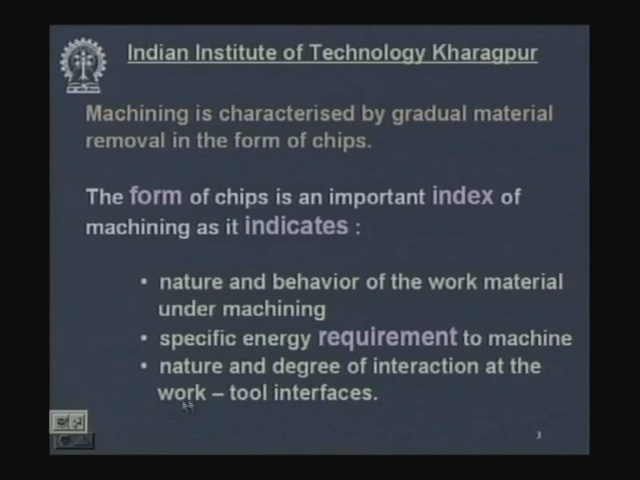 Indian Institute of Technology Kharagpur
Machining is characterised by gradual material
removal in the form of chips.
The form of chips is an important index of
machining as it indicates :
• nature and behavior of the work material
under machining
• specific energy requirement to machine
• nature and degree of interaction at the
work – tool interfaces.
3